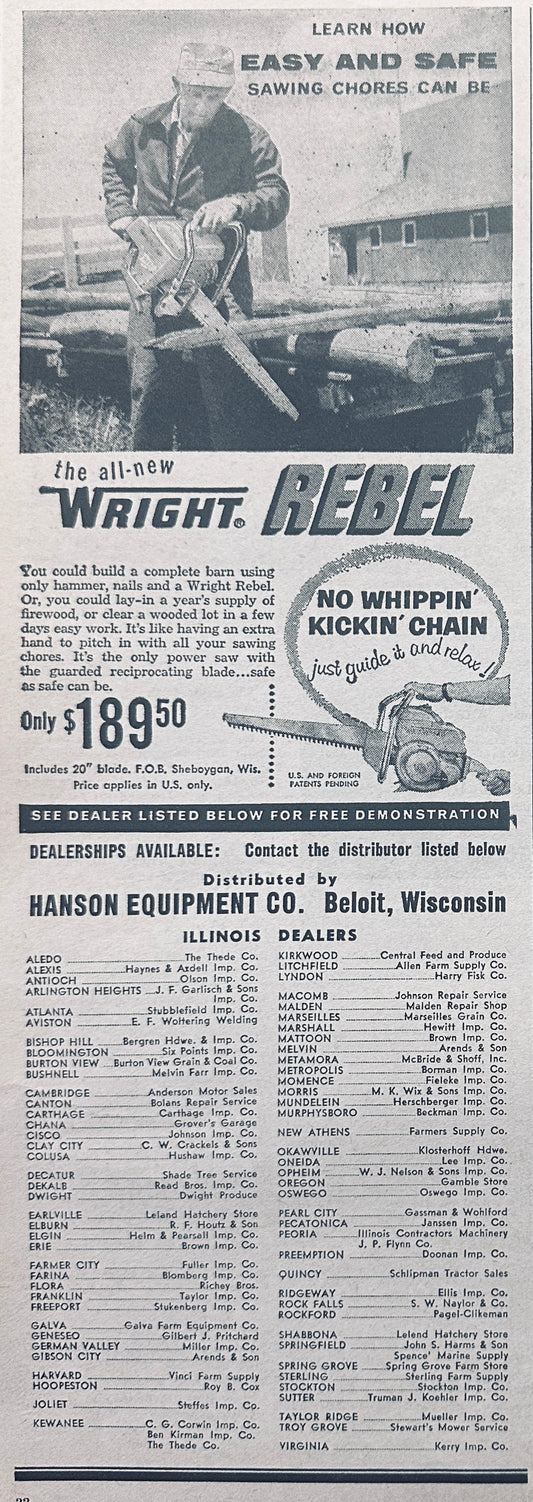 LEARN HOW
EASY AND SAFE
SAWING CHORES CAN BE
the all-new
WRIGHT® REBEL
You could build a complete barn using
only hammer, nails and a Wright Rebel.
Or, you could lay-in a year's supply of
firewood, or clear a wooded lot in a few
days easy work. It's like having an extra
hand to pitch in with all your sawing
chores. It's the only power saw with
the guarded reciprocating blade...safe
as safe can be.
Only $189 50
Includes 20" blade. F.O.B. Sheboygan, Wis.
Price applies in U.S. only.
NO WHIPPIN'
KICKIN' CHAIN
just guide it and relax!
U.S. AND FOREIGN
PATENTS PENDING
SEE DEALER LISTED BELOW FOR FREE DEMONSTRATION
DEALERSHIPS AVAILABLE: Contact the distributor listed below
Distributed by
HANSON EQUIPMENT CO. Beloit, Wisconsin
ILLINOIS DEALERS
ALEDO The Thede Co.
ALEXIS Haynes & Axdell Imp. Co.
ANTIOCH Olson Imp. Co.
ARLINGTON HEIGHTS J. F. Garlisch & Sons
Imp. Co.
ATLANTA Stubblefield Imp. Co.
AVISTON E. F. Woltering Welding
BISHOP HILL Bergren Hdwe. & Imp. Co.
BLOOMINGTON Six Points Imp. Co.
BURTON VIEW Burton View Grain & Coal Co.
BUSHNELL Melvin Farr Imp. Co.
CAMBRIDGE Anderson Motor Sales
CANTON Bolans Repair Service
CARTHAGE Carthage Imp. Co.
CHANA Grover's Garage
CISCO Johnson Imp. Co.
CLAY CITY C. W. Crackels & Sons
COLUSA Hushaw Imp. Co.
DECATUR Shade Tree Service
DEKALB Read Bros. Imp. Co.
DWIGHT Dwight Produce
EARLVILLE Leland Hatchery Store
ELBURN R. F. Houtz & Son
ELGIN Helm & Pearsall Imp. Co.
ERIE Brown Imp. Co.
FARMER CITY Fuller Imp. Co.
FARINA Blomberg Imp. Co.
FLORA Richey Bros.
FRANKLIN Taylor Imp. Co.
FREEPORT Stukenberg Imp. Co.
GALVA Galva Farm Equipment Co.
GENESEO Gilbert J. Pritchard
GERMAN VALLEY Miller Imp. Co.
GIBSON CITY Arends & Son
HARVARD Vinci Farm Supply
HOOPESTON Roy B. Cox
JOLIET Steffes Imp. Co.
KEWANEE C. G. Corwin Imp. Co.
Ben Kirman Imp. Co.
The Thede Co.
KIRKWOOD Central Feed and Produce
LITCHFIELD Allen Farm Supply Co.
LYNDON Harry Fisk Co.
MACOMB Johnson Repair Service
MALDEN Malden Repair Shop
MARSEILLES Marseilles Grain Co.
MARSHALL Hewitt Imp. Co.
MATTOON Brown Imp. Co.
MELVIN Arends & Son
METAMORA McBride & Shoff, Inc.
METROPOLIS Borman Imp. Co.
MOMENCE Fieleke Imp. Co.
MORRIS M. K. Wix & Sons Imp. Co.
MUNDELEIN Herschberger Imp. Co.
MURPHYSBORO Beckman Imp. Co.
NEW ATHENS Farmers Supply Co.
OKAWVILLE Klosterhoff Hdwe.
ONEIDA Lee Imp. Co.
OPHEIM W. J. Nelson & Sons Imp. Co.
OREGON Gamble Store
OSWEGO Oswego Imp. Co.
PEARL CITY Gassman & Wohlford
PECATONICA Janssen Imp. Co.
PEORIA Illinois Contractors Machinery
J. P. Flynn Co.
PREEMPTION Doonan Imp. Co.
QUINCY Schlipman Tractor Sales
RIDGEWAY Ellis Imp. Co.
ROCK FALLS S. W. Naylor & Co.
ROCKFORD Pagel-Clikeman
SHABBONA Lelend Hatchery Store
SPRINGFIELD John S. Harms & Son
Spence' Marine Supply
SPRING GROVE Spring Grove Farm Store
STERLING Sterling Farm Supply
STOCKTON Stockton Imp. Co.
SUTTER Truman J. Koehler Imp. Co.
TAYLOR RIDGE Mueller Imp. Co.
TROY GROVE Stewart's Mower Service
VIRGINIA Kerry Imp. Co.